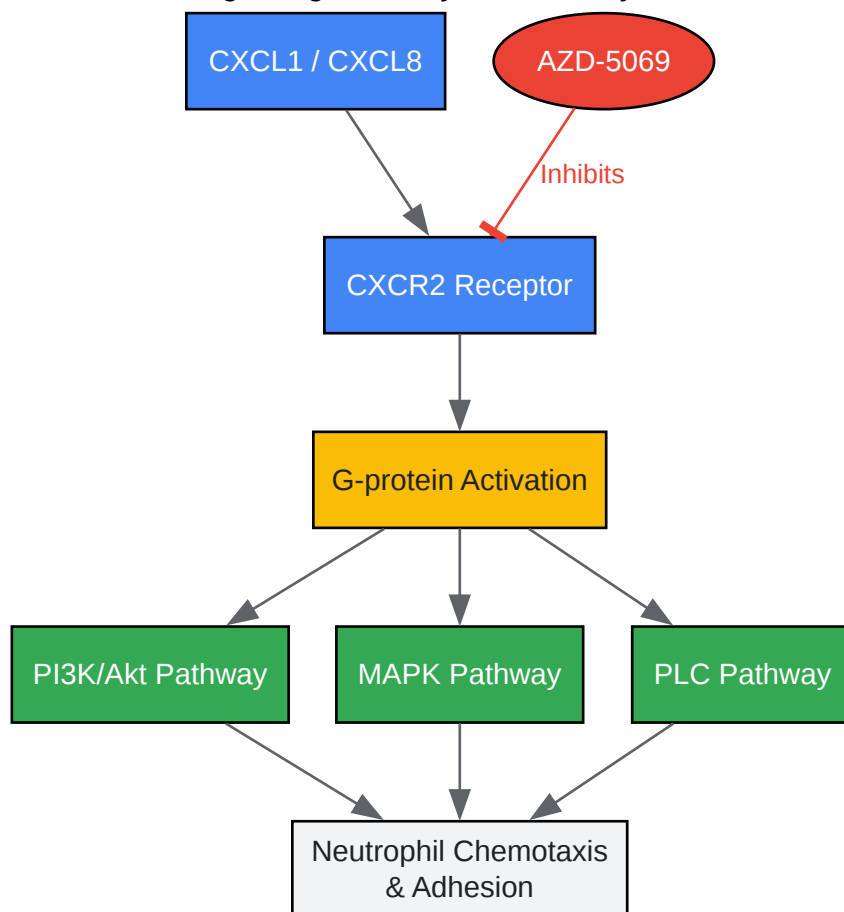 CXCL1 / CXCL8
AZD-5069
Inhibits
CXCR2 Receptor
G-protein Activation
PI3K/Akt Pathway
MAPK Pathway
PLC Pathway
Neutrophil Chemotaxis
& Adhesion